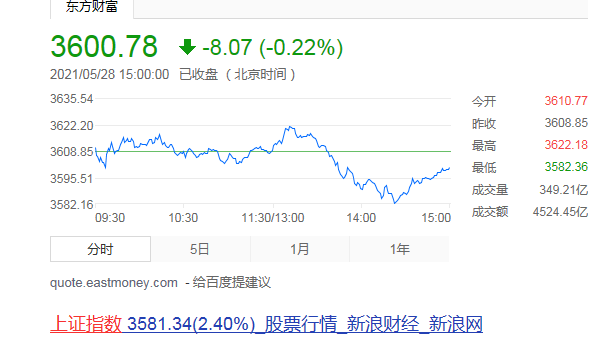 东方财富
3600.78 -8.07 (-0.22%)
2021/05/28 15:00:00 已收盘 ( 北京时间 )
3635.54
3622.20
3608.85
3595.51
3582.16
09:30 10:30 11:30/13:00 14:00 15:00
今开 3610.77
昨收 3608.85
最高 3622.18
最低 3582.36
成交量 349.21亿
成交额 4524.45亿
分时 5日 1月 1年
quote.eastmoney.com - 给百度提建议
上证指数 3581.34(2.40%)_股票行情_新浪财经_新浪网